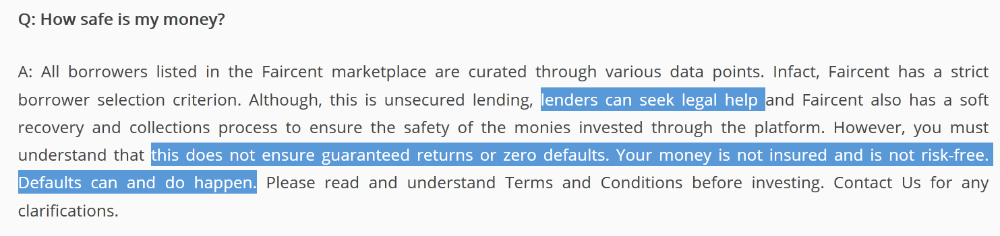 Q: How safe is my money?
A: All borrowers listed in the Faircent marketplace are curated through various data points. Infact, Faircent has a strict
borrower selection criterion. Although, this is unsecured lending, lenders can seek legal help and Faircent also has a soft
recovery and collections process to ensure the safety of the monies invested through the platform. However, you must
understand that this does not ensure guaranteed returns or zero defaults. Your money is not insured and is not risk-free.
Defaults can and do happen. Please read and understand Terms and Conditions before investing. Contact Us for any
clarifications.